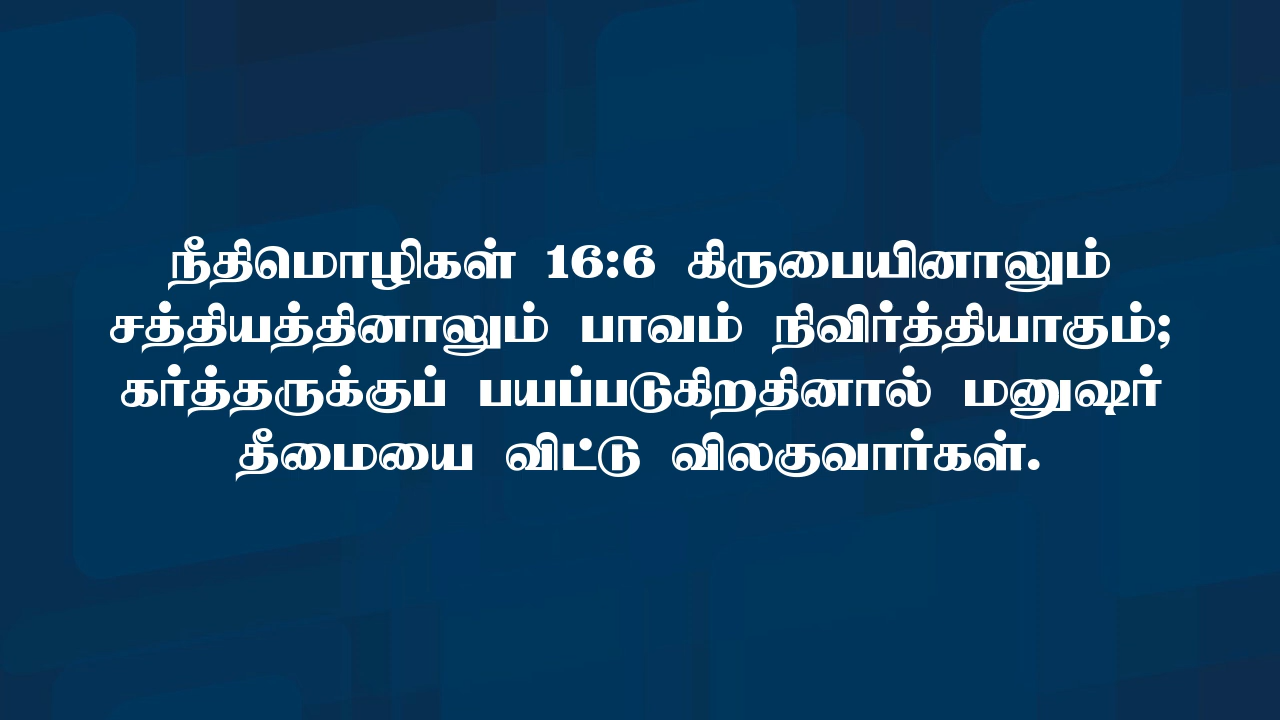 நீதிமொழிகள் 16:6 கிருபையினாலும்
சத்தியத்தினாலும் பாவம் நிவிர்த்தியாகும்;
கர்த்தருக்குப் பயப்படுகிறதினால் மனுஷர்
தீமையை விட்டு விலகுவார்கள்.